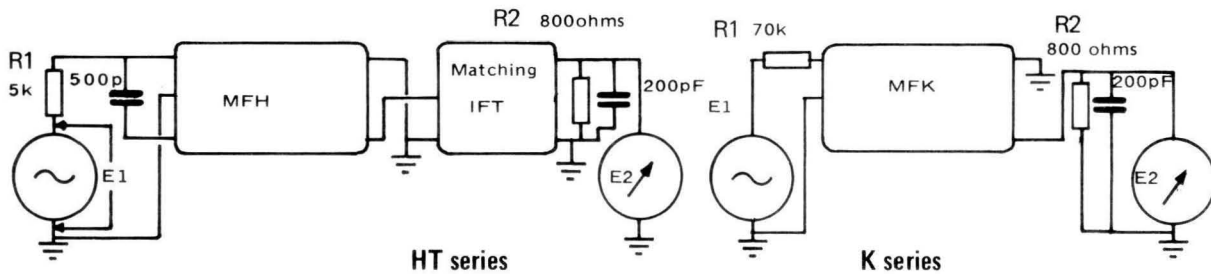 R2 800ohms
R1
5k
500p
MFH
Matching
IFT
200pF
E1
E2
HT series
R1 70k
E1
MFK
R2
800 ohms
200pF
E2
K series